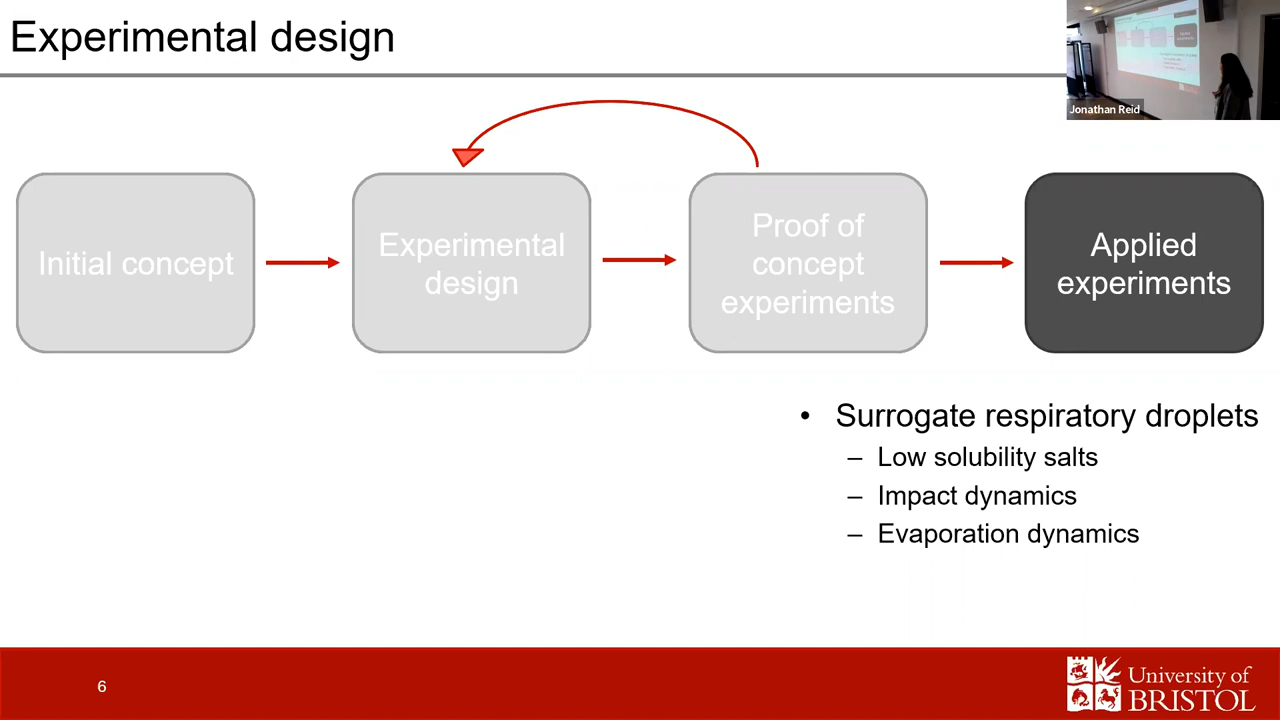 Experimental design
Jonathan Reid
Initial concept
Experimental
design
Proof of
concept
experiments
Applied
experiments
• Surrogate respiratory droplets
– Low solubility salts
– Impact dynamics
– Evaporation dynamics
6
University of
BRISTOL